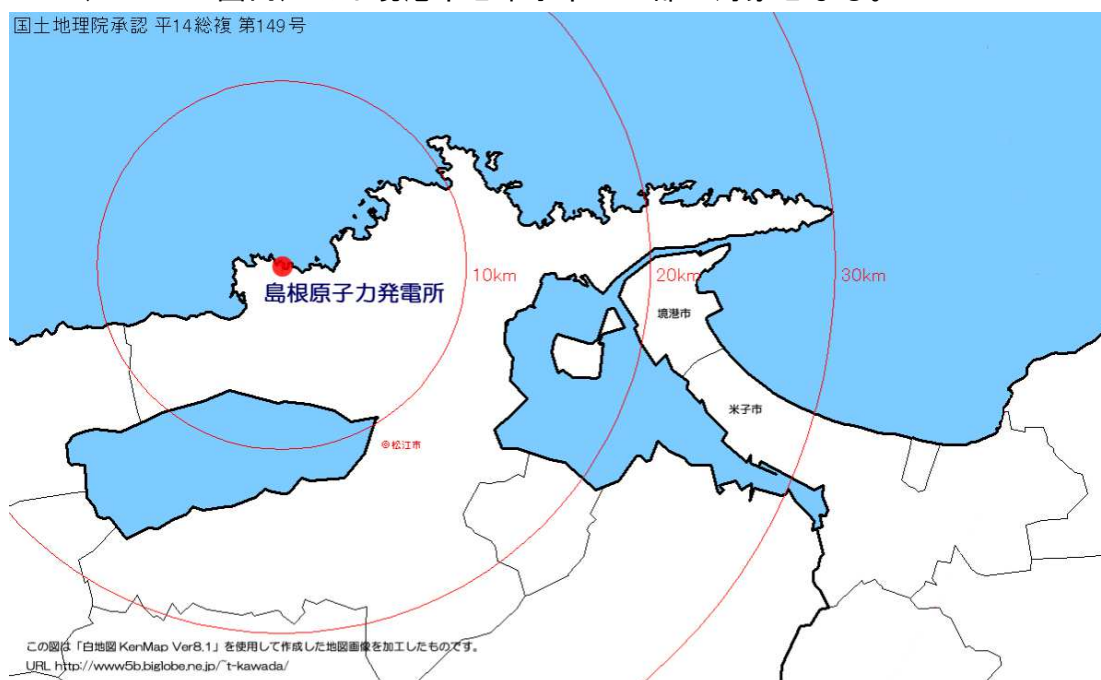 国土地理院承認 平14総複 第149号
島根原子力発電所
10km
20km
30km
境港市
米子市
◎松江市
この図は「白地図 KenMap Ver8.1」を使用して作成した地図画像を加工したものです。
URL http://www5b.biglobe.ne.jp/~t-kawada/